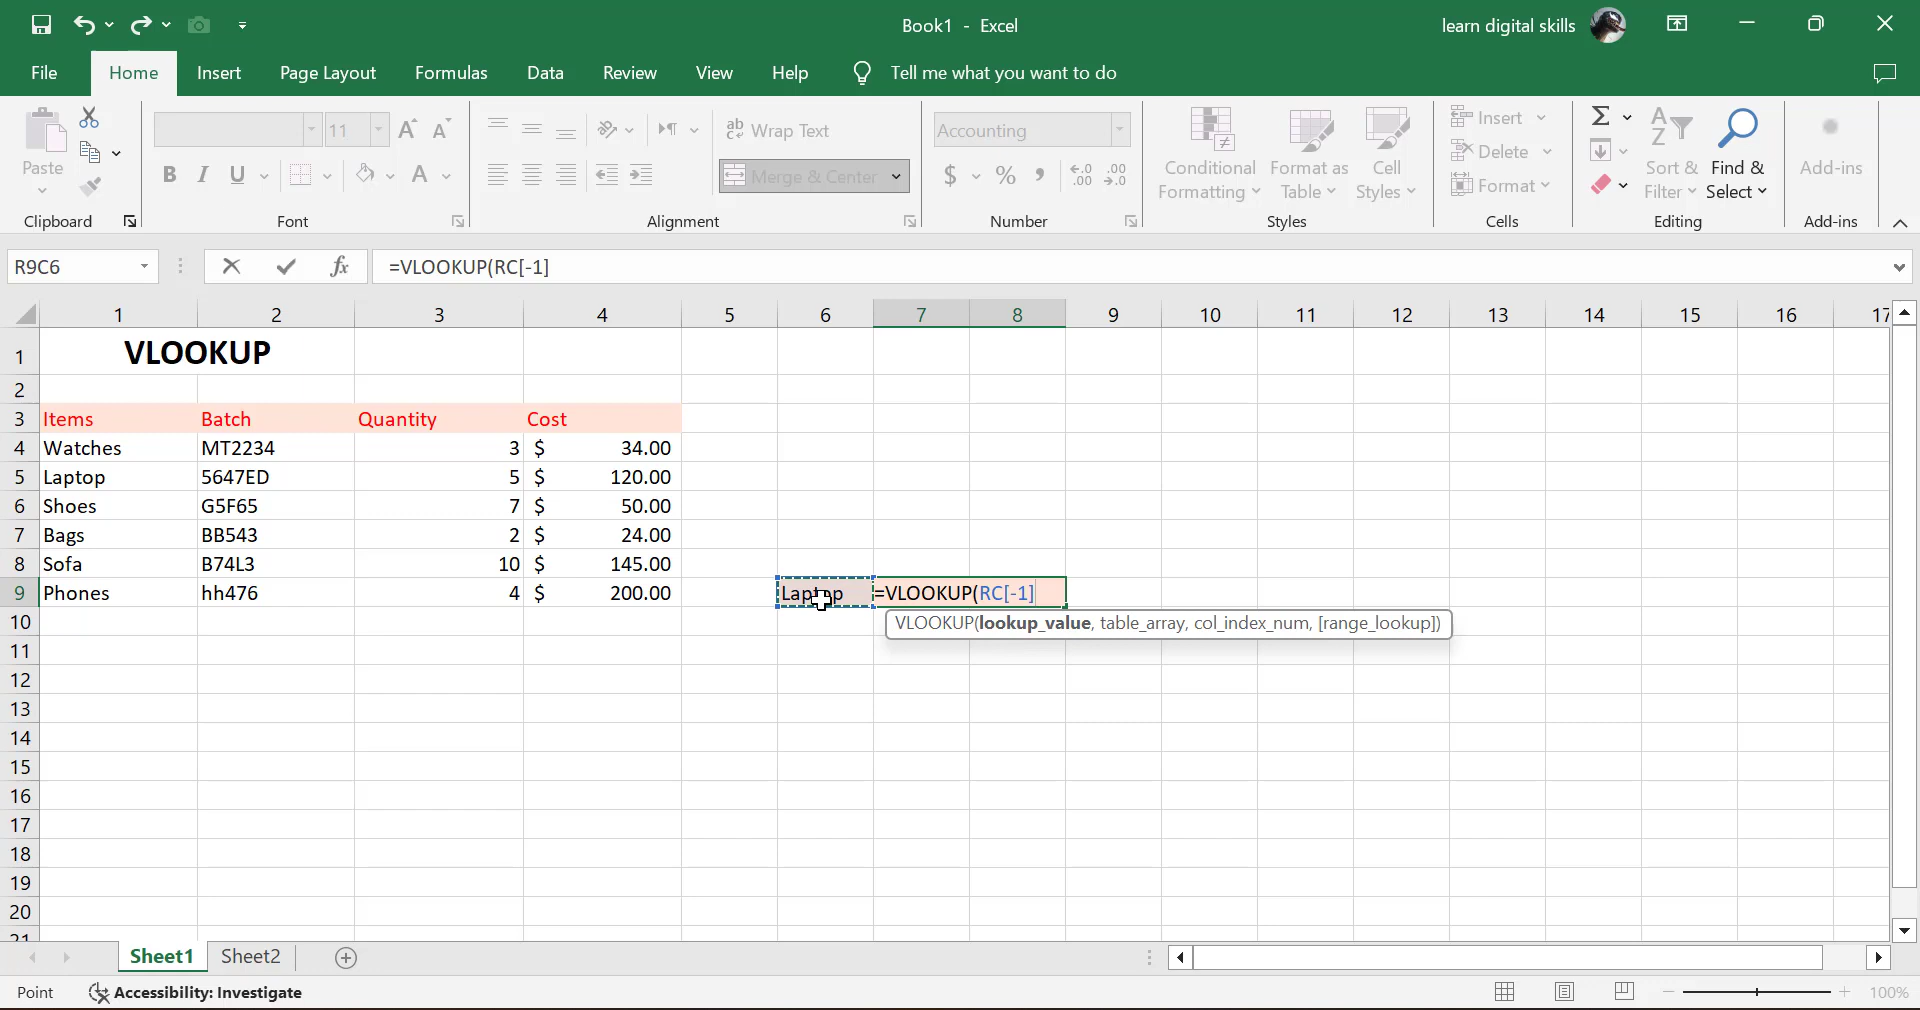 Book1 - Excel
learn digital skills
File Home Insert Page Layout Formulas Data Review View Help Tell me what you want to do
Paste
Clipboard
11
B I U A
Font
ab Wrap Text
Merge & Center
Alignment
Accounting
$ % ,
Number
Conditional Formatting
Format as Table
Cell Styles
Styles
Insert
Delete
Format
Cells
Sort & Filter
Find & Select
Editing
Add-ins
Add-ins
R9C6 fx =VLOOKUP(RC[-1]
1 2 3 4 5 6 7 8 9 10 11 12 13 14 15 16 17
1 VLOOKUP
2
3 Items Batch Quantity Cost
4 Watches MT2234 3 $ 34.00
5 Laptop 5647ED 5 $ 120.00
6 Shoes G5F65 7 $ 50.00
7 Bags BB543 2 $ 24.00
8 Sofa B74L3 10 $ 145.00
9 Phones hh476 4 $ 200.00 Laptop =VLOOKUP(RC[-1]
10 VLOOKUP(lookup_value, table_array, col_index_num, [range_lookup])
11
12
13
14
15
16
17
18
19
20
21
Sheet1 Sheet2
Point Accessibility: Investigate 100%